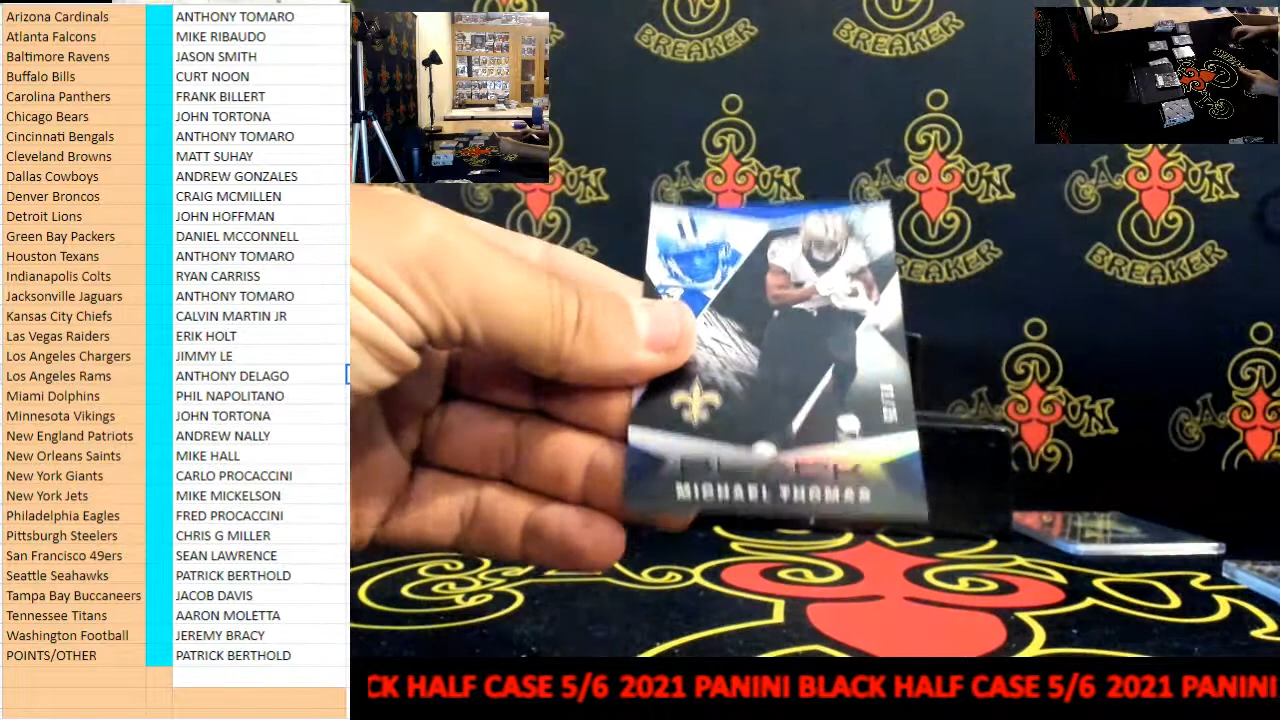 Arizona Cardinals ANTHONY TOMARO
Atlanta Falcons MIKE RIBAUDO
Baltimore Ravens JASON SMITH
Buffalo Bills CURT NOON
Carolina Panthers FRANK BILLERT
Chicago Bears JOHN TORTONA
Cincinnati Bengals ANTHONY TOMARO
Cleveland Browns MATT SUHAY
Dallas Cowboys ANDREW GONZALES
Denver Broncos CRAIG MCMILLEN
Detroit Lions JOHN HOFFMAN
Green Bay Packers DANIEL MCCONNELL
Houston Texans ANTHONY TOMARO
Indianapolis Colts RYAN CARRISS
Jacksonville Jaguars ANTHONY TOMARO
Kansas City Chiefs CALVIN MARTIN JR
Las Vegas Raiders ERIK HOLT
Los Angeles Chargers JIMMY LE
Los Angeles Rams ANTHONY DELAGO
Miami Dolphins PHIL NAPOLITANO
Minnesota Vikings JOHN TORTONA
New England Patriots ANDREW NALLY
New Orleans Saints MIKE HALL
New York Giants CARLO PROCACCINI
New York Jets MIKE MICKELSON
Philadelphia Eagles FRED PROCACCINI
Pittsburgh Steelers CHRIS G MILLER
San Francisco 49ers SEAN LAWRENCE
Seattle Seahawks PATRICK BERTHOLD
Tampa Bay Buccaneers JACOB DAVIS
Tennessee Titans AARON MOLETTA
Washington Football JEREMY BRACY
POINTS/OTHER PATRICK BERTHOLD
BREAKER
BREAKER
CAJUN
BREAKER
CAJUN
BREAKER
BLACK
MICHAEL THOMAS
CK HALF CASE 5/6 2021 PANINI BLACK HALF CASE 5/6 2021 PANINI